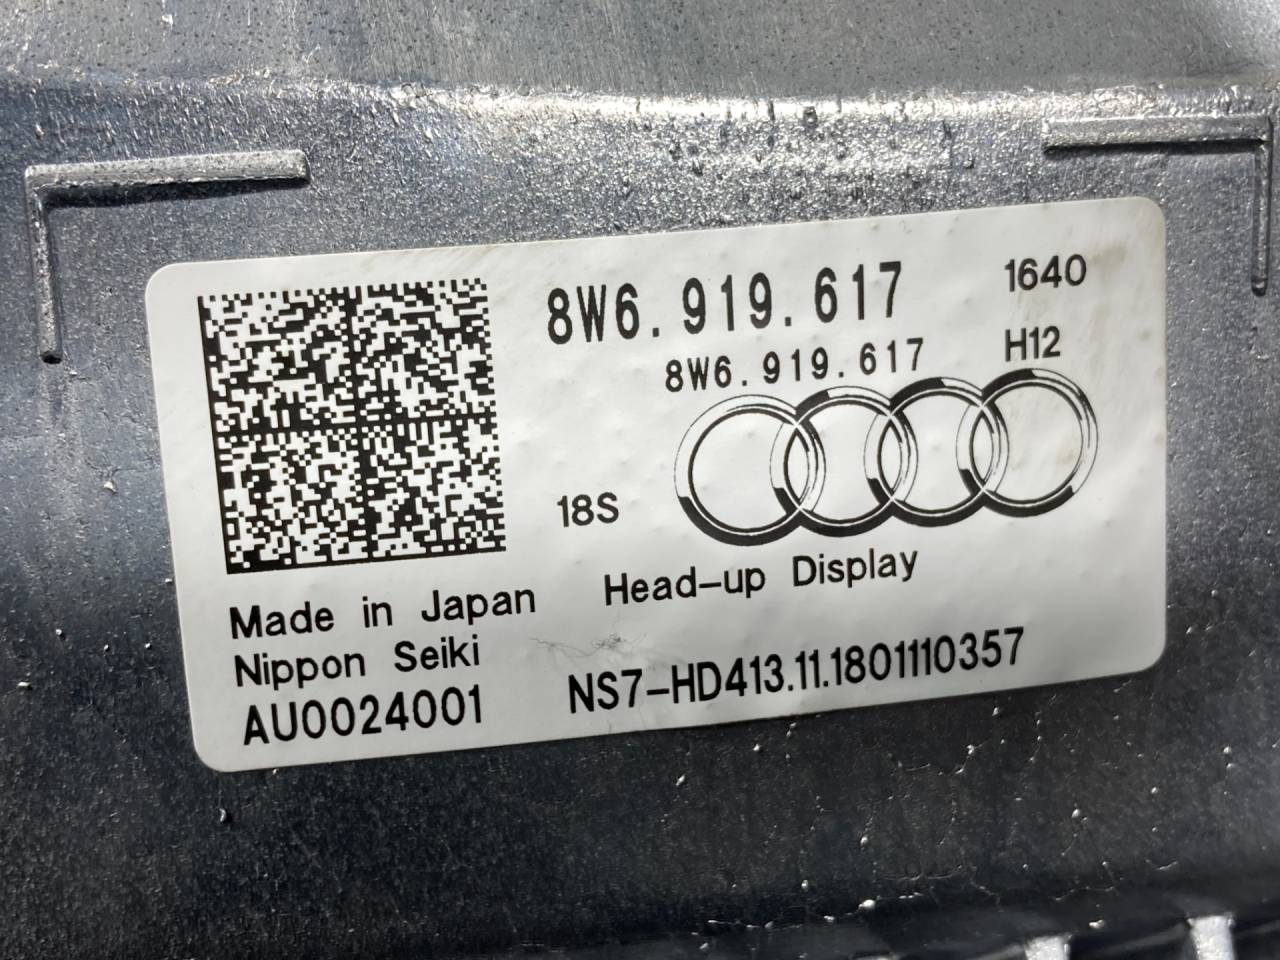 8W6.919.617 1640
8W6.919.617 H12
18S
Made in Japan Head-up Display
Nippon Seiki
AU0024001 NS7-HD413.11.1801110357